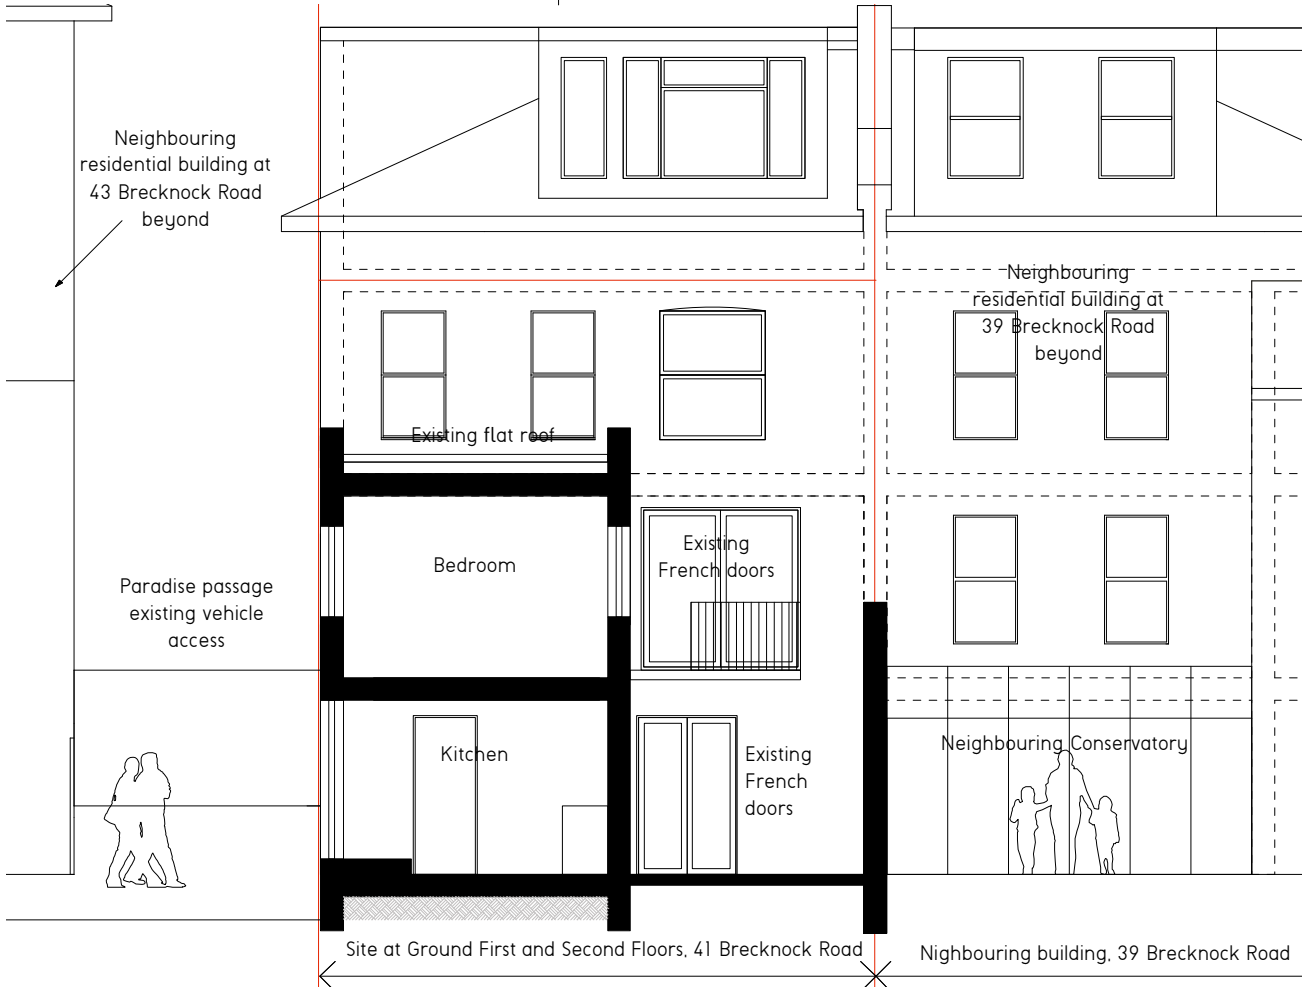 Neighbouring
residential building at
43 Brecknock Road
beyond
Neighbouring
residential building at
39 Brecknock Road
beyond
Existing flat roof
Bedroom
Existing
French doors
Paradise passage
existing vehicle
access
Kitchen
Existing
French
doors
Neighbouring Conservatory
Site at Ground First and Second Floors, 41 Brecknock Road
Nighbouring building, 39 Brecknock Road